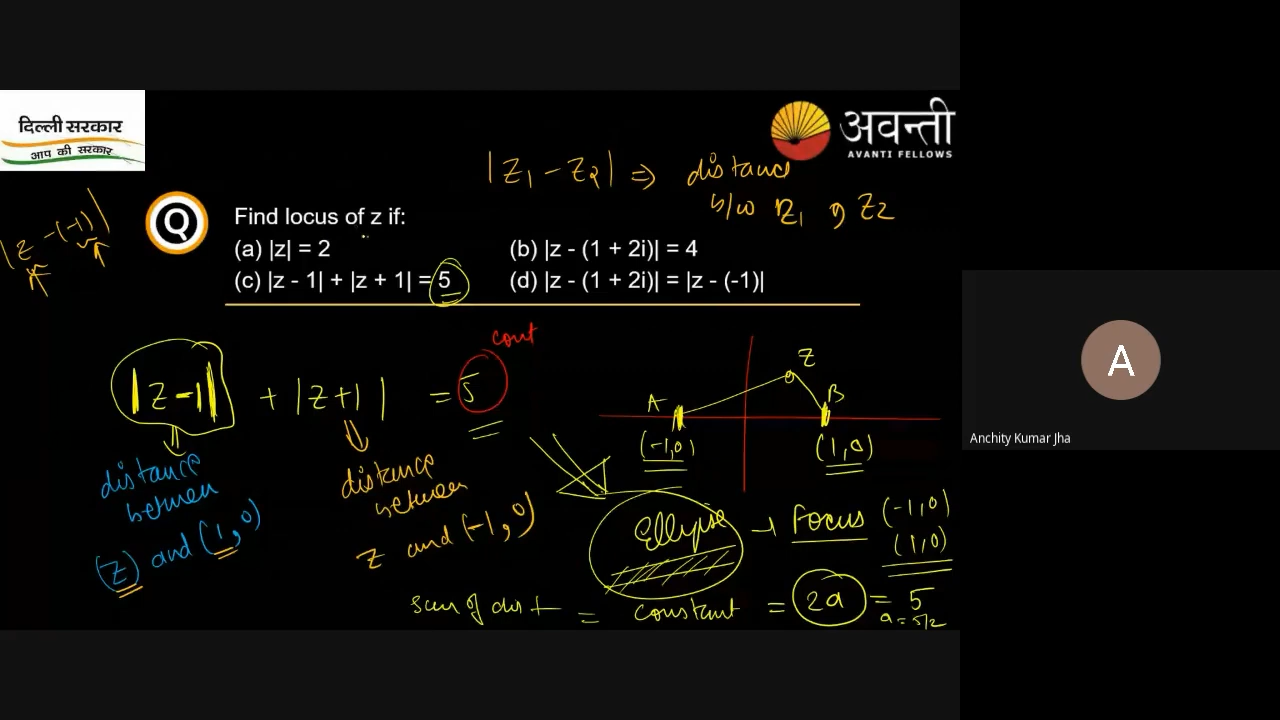 दिल्ली सरकार
आप की सरकार
अवन्ती
AVANTI FELLOWS
|z₁ - z₂| ⇒ distance
b/w z₁ , z₂
|z - (-1)|
Q
Find locus of z if:
(a) |z| = 2
(b) |z - (1 + 2i)| = 4
(c) |z - 1| + |z + 1| = 5
(d) |z - (1 + 2i)| = |z - (-1)|
|z - 1| + |z + 1| = 5
const
distance
between
(z) and (1, 0)
distance
between
z and (-1, 0)
z
A
B
(-1, 0)
(1, 0)
Ellipse → Focus (-1, 0)
(1, 0)
sum of dist = constant = 2a = 5
a = 5/2
A
Anchity Kumar Jha